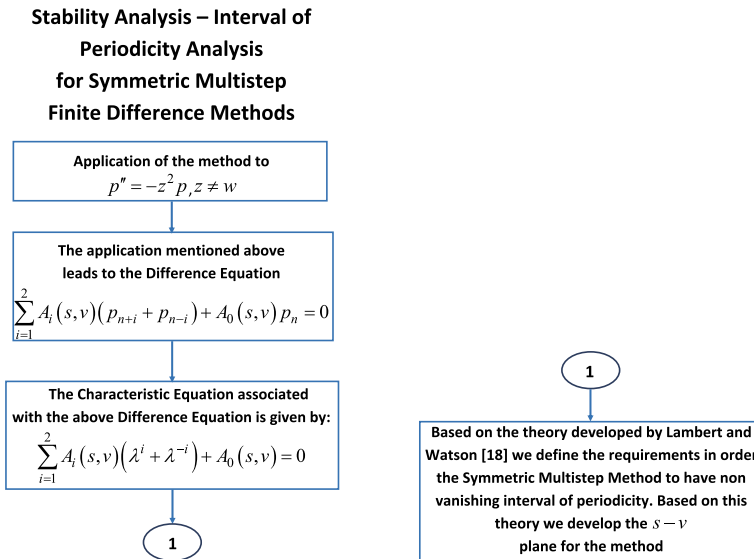 Stability Analysis – Interval of
Periodicity Analysis
for Symmetric Multistep
Finite Difference Methods
Application of the method to
p″ = −z² p, z ≠ w
The application mentioned above
leads to the Difference Equation
∑_{i=1}^{2} A_i (s,v)(p_{n+i} + p_{n−i}) + A_0 (s,v) p_n = 0
The Characteristic Equation associated
with the above Difference Equation is given by:
∑_{i=1}^{2} A_i (s,v)(λ^i + λ^{−i}) + A_0 (s,v) = 0
1
1
Based on the theory developed by Lambert and
Watson [18] we define the requirements in order
the Symmetric Multistep Method to have non
vanishing interval of periodicity. Based on this
theory we develop the s − v
plane for the method